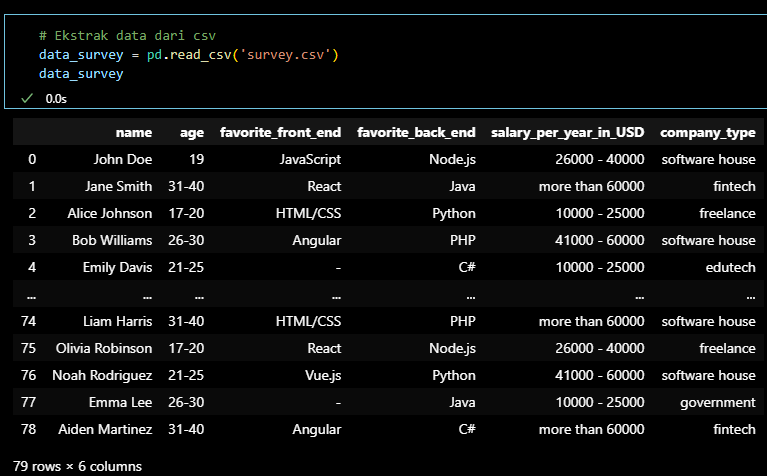 # Ekstrak data dari csv
data_survey = pd.read_csv('survey.csv')
data_survey
0.0s
name age favorite_front_end favorite_back_end salary_per_year_in_USD company_type
0 John Doe 19 JavaScript Node.js 26000 - 40000 software house
1 Jane Smith 31-40 React Java more than 60000 fintech
2 Alice Johnson 17-20 HTML/CSS Python 10000 - 25000 freelance
3 Bob Williams 26-30 Angular PHP 41000 - 60000 software house
4 Emily Davis 21-25 - C# 10000 - 25000 edutech
... ... ... ... ... ... ...
74 Liam Harris 31-40 HTML/CSS PHP more than 60000 software house
75 Olivia Robinson 17-20 React Node.js 26000 - 40000 freelance
76 Noah Rodriguez 21-25 Vue.js Python 41000 - 60000 software house
77 Emma Lee 26-30 - Java 10000 - 25000 government
78 Aiden Martinez 31-40 Angular C# more than 60000 fintech
79 rows × 6 columns